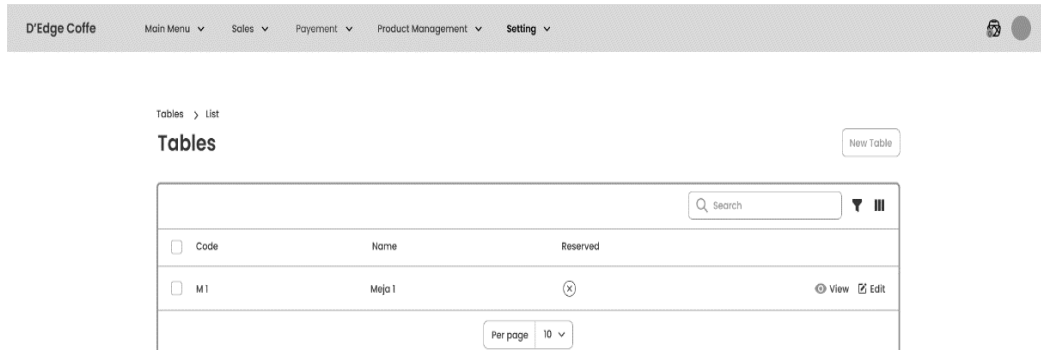 D'Edge Coffe Main Menu Sales Payement Product Management Setting
Tables > List
Tables
New Table
Search
Code Name Reserved
M 1 Meja 1 View Edit
Per page 10